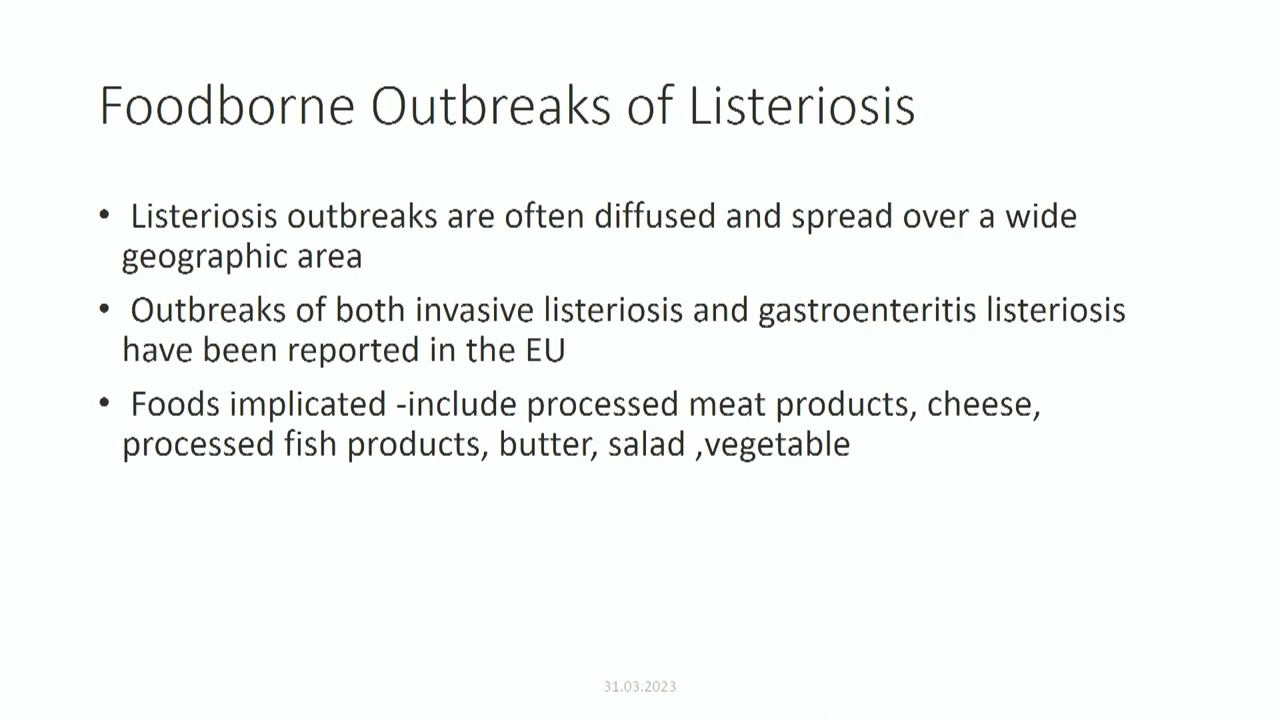 Foodborne Outbreaks of Listeriosis
• Listeriosis outbreaks are often diffused and spread over a wide
geographic area
• Outbreaks of both invasive listeriosis and gastroenteritis listeriosis
have been reported in the EU
• Foods implicated -include processed meat products, cheese,
processed fish products, butter, salad ,vegetable
31.03.2023